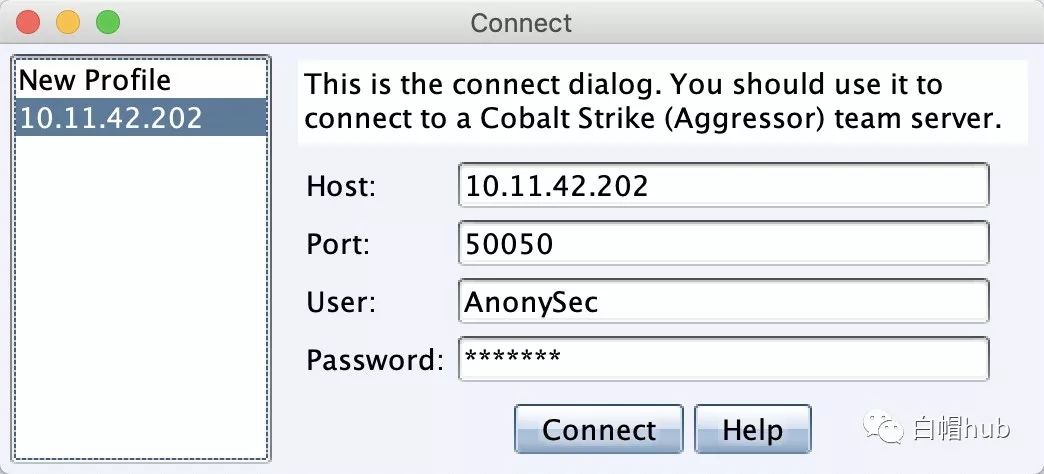 Connect
New Profile
10.11.42.202
This is the connect dialog. You should use it to
connect to a Cobalt Strike (Aggressor) team server.
Host: 10.11.42.202
Port: 50050
User: AnonySec
Password: *******
Connect Help
白帽hub